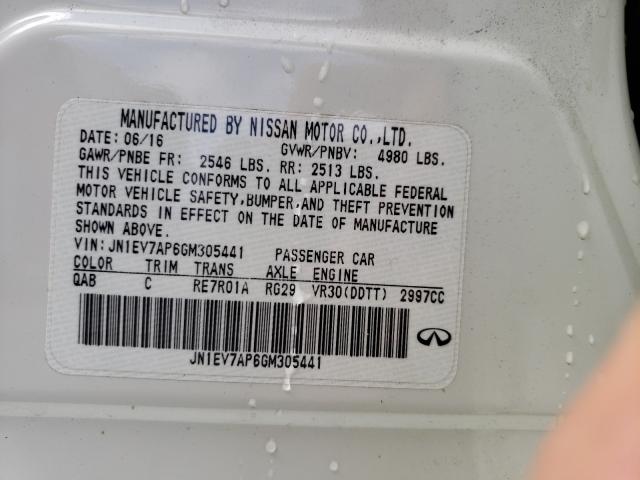 MANUFACTURED BY NISSAN MOTOR CO.,LTD.
DATE: 06/16 GVWR/PNBV: 4980 LBS.
GAWR/PNBE FR: 2546 LBS. RR: 2513 LBS.
THIS VEHICLE CONFORMS TO ALL APPLICABLE FEDERAL
MOTOR VEHICLE SAFETY,BUMPER,AND THEFT PREVENTION
STANDARDS IN EFFECT ON THE DATE OF MANUFACTURE
SHOWN ABOVE.
VIN:JN1EV7AP6GM305441 PASSENGER CAR
COLOR TRIM TRANS AXLE ENGINE
QAB C RE7R01A RG29 VR30(DDTT) 2997CC
JN1EV7AP6GM305441